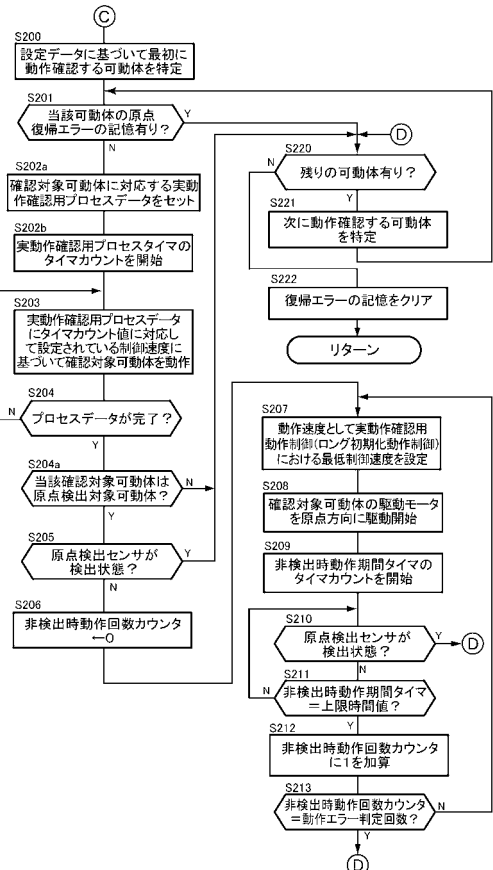 C
S200
設定データに基づいて最初に
動作確認する可動体を特定
S201
当該可動体の原点
復帰エラーの記憶有り?
Y
N
S202a
確認対象可動体に対応する実動
作確認用プロセスデータをセット
S202b
実動作確認用プロセスタイマの
タイマカウントを開始
S203
実動作確認用プロセスデータ
にタイマカウント値に対応し
て設定されている制御速度に
基づいて確認対象可動体を動作
S204
N
プロセスデータが完了?
Y
S204a
当該確認対象可動体は
原点検出対象可動体?
N
Y
S205
原点検出センサが
検出状態?
Y
N
S206
非検出時動作回数カウンタ
←0
D
S220
N
残りの可動体有り?
Y
S221
次に動作確認する可動体
を特定
S222
復帰エラーの記憶をクリア
リターン
S207
動作速度として実動作確認用
動作制御(ロング初期化動作制御)
における最低制御速度を設定
S208
確認対象可動体の駆動モータ
を原点方向に駆動開始
S209
非検出時動作期間タイマの
タイマカウントを開始
S210
原点検出センサが
検出状態?
Y
D
N
S211
N
非検出時動作期間タイマ
=上限時間値?
Y
S212
非検出時動作回数カウンタ
に1を加算
S213
非検出時動作回数カウンタ
=動作エラー判定回数?
N
Y
D